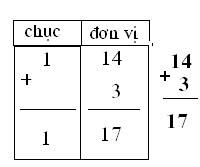 chục đơn vị
1 14 14
+ + 3
3
1 17 17